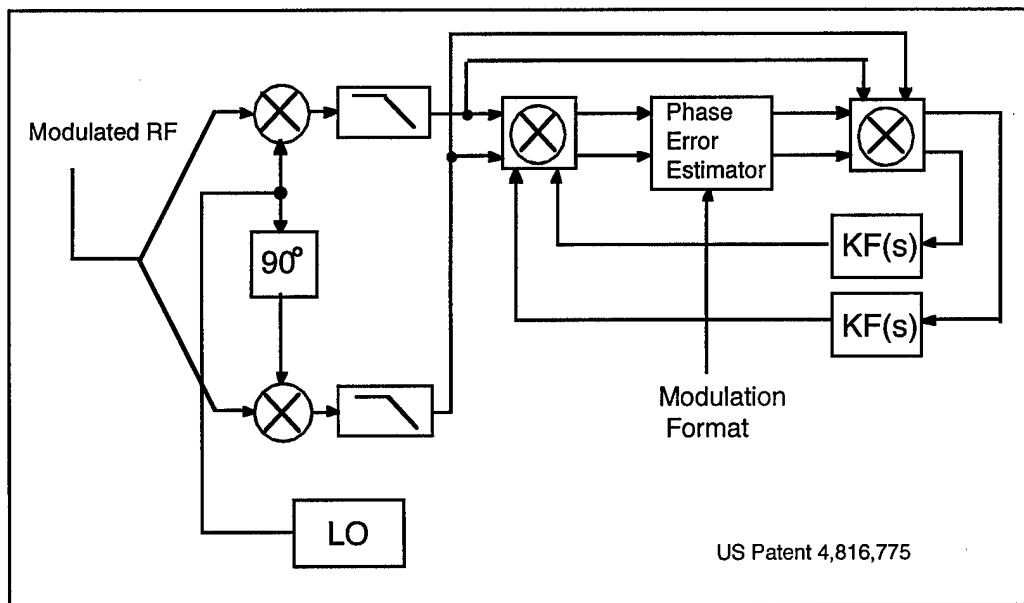 Modulated RF
90°
LO
Phase
Error
Estimator
KF(s)
KF(s)
Modulation
Format
US Patent 4,816,775